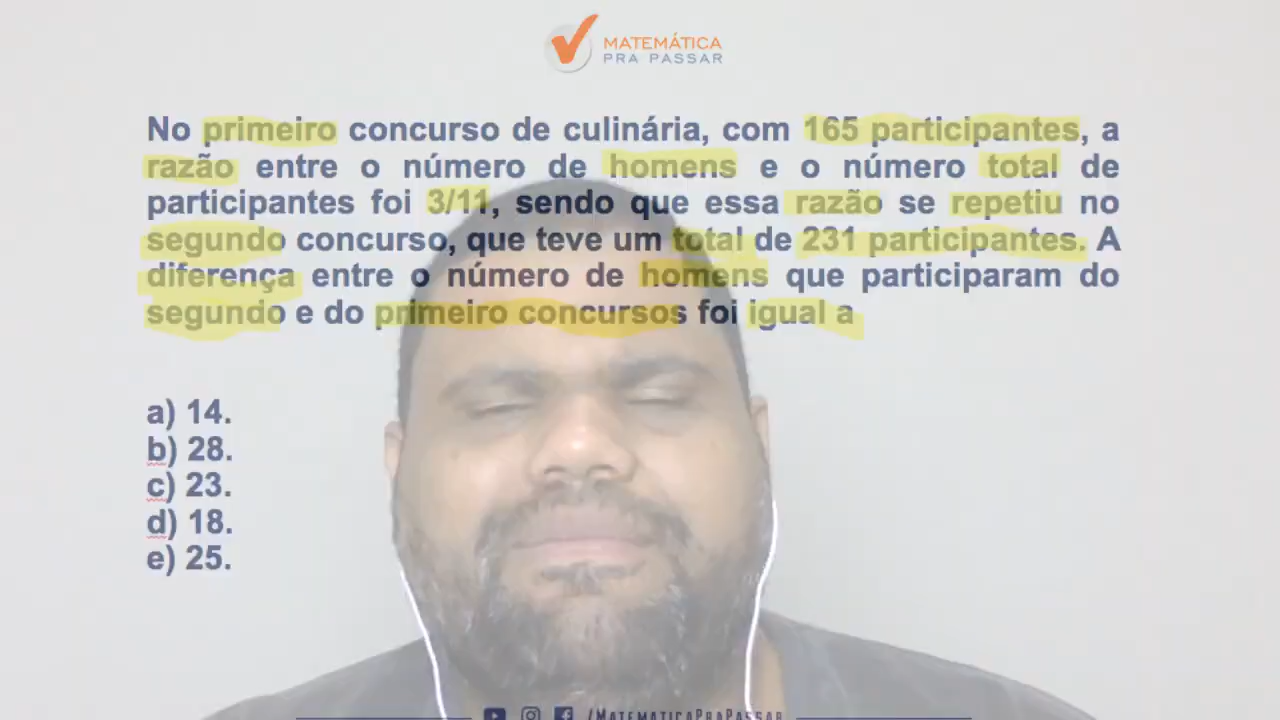 MATEMÁTICA
PRA PASSAR
No primeiro concurso de culinária, com 165 participantes, a
razão entre o número de homens e o número total de
participantes foi 3/11, sendo que essa razão se repetiu no
segundo concurso, que teve um total de 231 participantes. A
diferença entre o número de homens que participaram do
segundo e do primeiro concursos foi igual a
a) 14.
b) 28.
c) 23.
d) 18.
e) 25.
/MATEMATICAPRAPASSAR